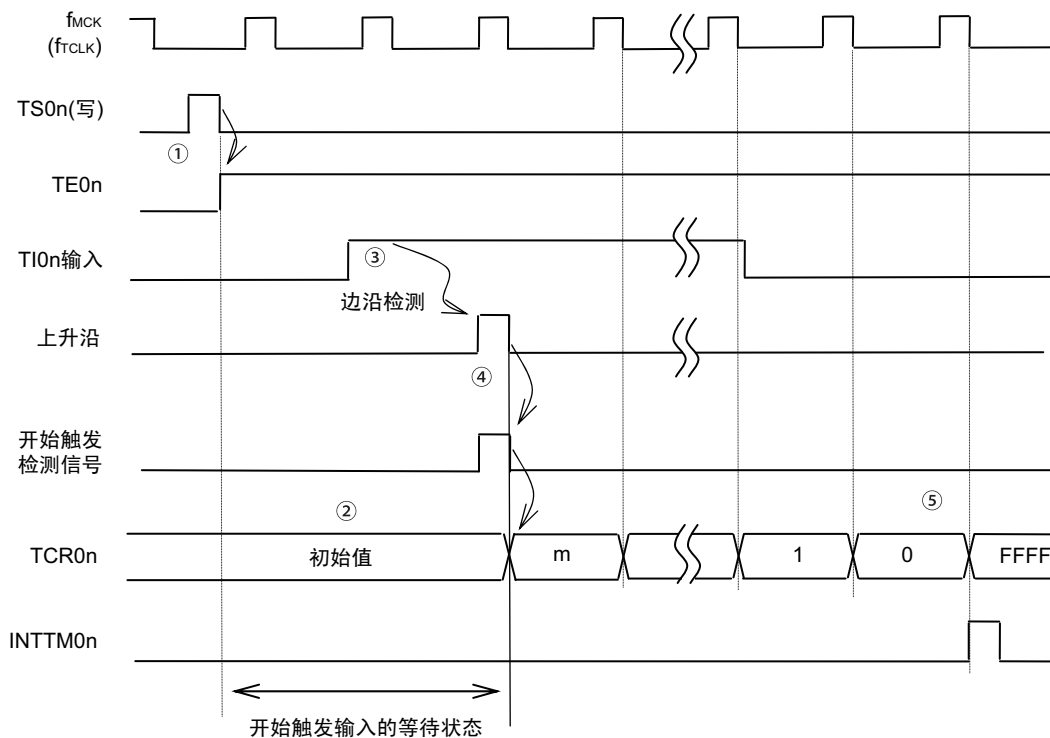 fMCK
(fTCLK)
TS0n(写)
①
TE0n
TI0n输入
③
边沿检测
上升沿
④
开始触发
检测信号
②
⑤
TCR0n
初始值
m
1
0
FFFF
INTTM0n
开始触发输入的等待状态